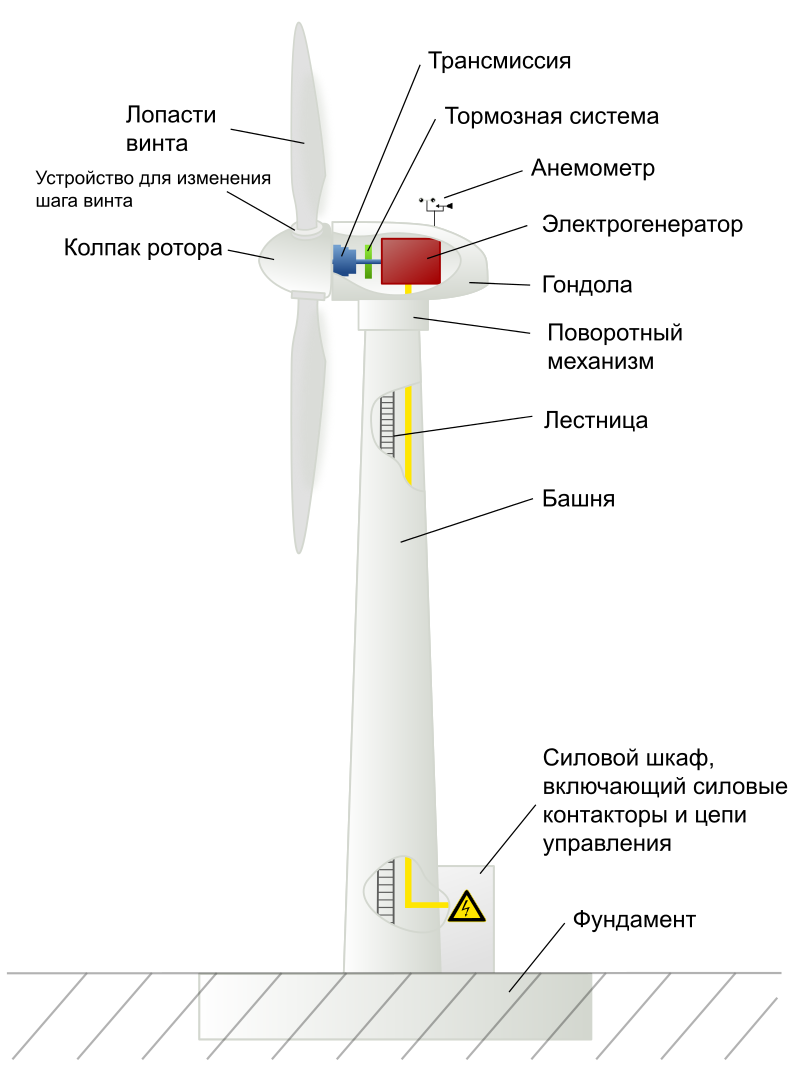 Трансмиссия
Тормозная система
Лопасти
винта
Анемометр
Устройство для изменения
шага винта
Электрогенератор
Колпак ротора
Гондола
Поворотный
механизм
Лестница
Башня
Силовой шкаф,
включающий силовые
контакторы и цепи
управления
Фундамент